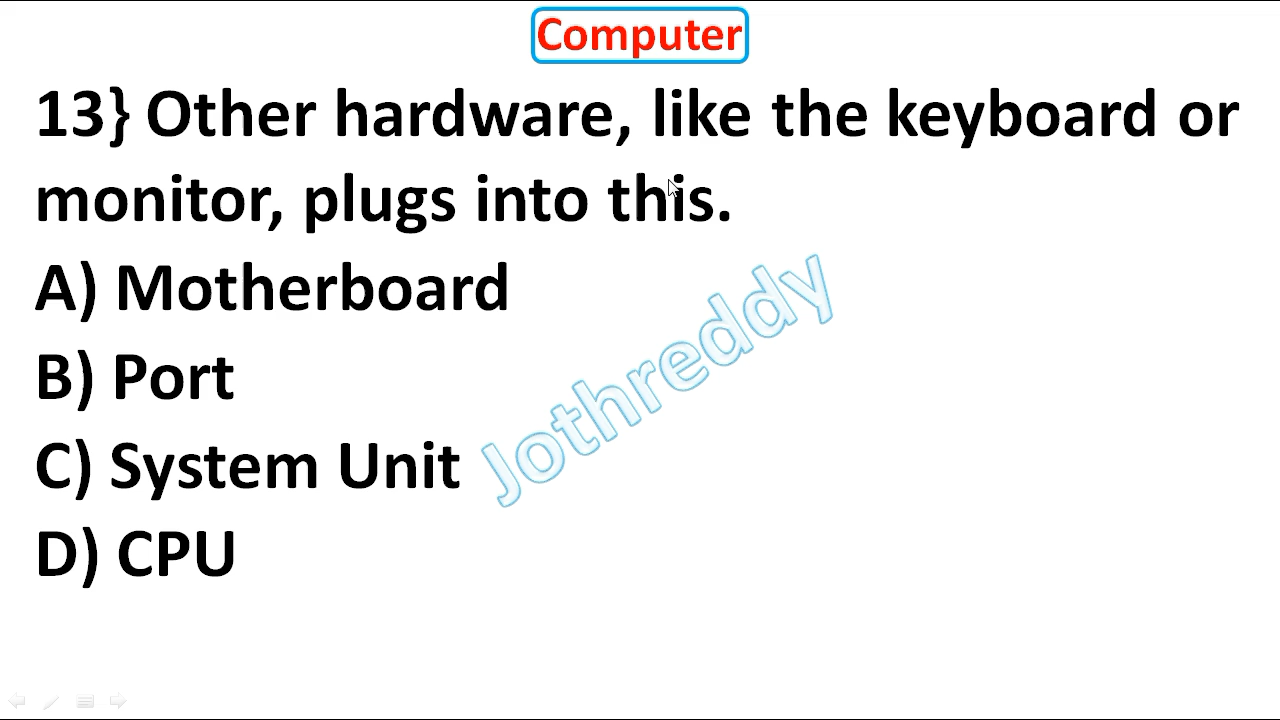 Computer
13} Other hardware, like the keyboard or
monitor, plugs into this.
A) Motherboard
B) Port
C) System Unit
D) CPU
Jothreddy